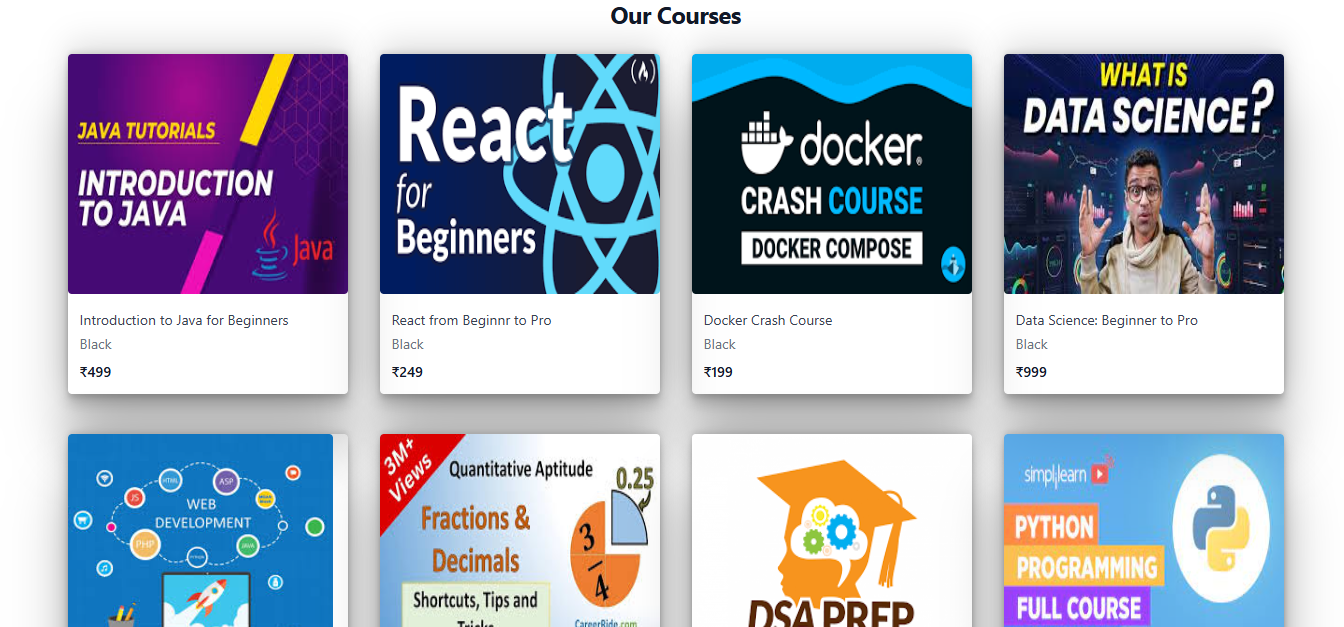 Our Courses
JAVA TUTORIALS
INTRODUCTION
TO JAVA
Java
React
for
Beginners
docker
CRASH COURSE
DOCKER COMPOSE
WHAT IS
DATA SCIENCE?
Introduction to Java for Beginners
Black
₹499
React from Beginnr to Pro
Black
₹249
Docker Crash Course
Black
₹199
Data Science: Beginner to Pro
Black
₹999
WEB
DEVELOPMENT
HTML
ASP
JS
PHP
JAVA
3M+
Views
Quantitative Aptitude
0.25
Fractions &
Decimals
3
4
Shortcuts, Tips and
Tricks
CareerRide.com
DSA PREP
simplilearn
PYTHON
PROGRAMMING
FULL COURSE